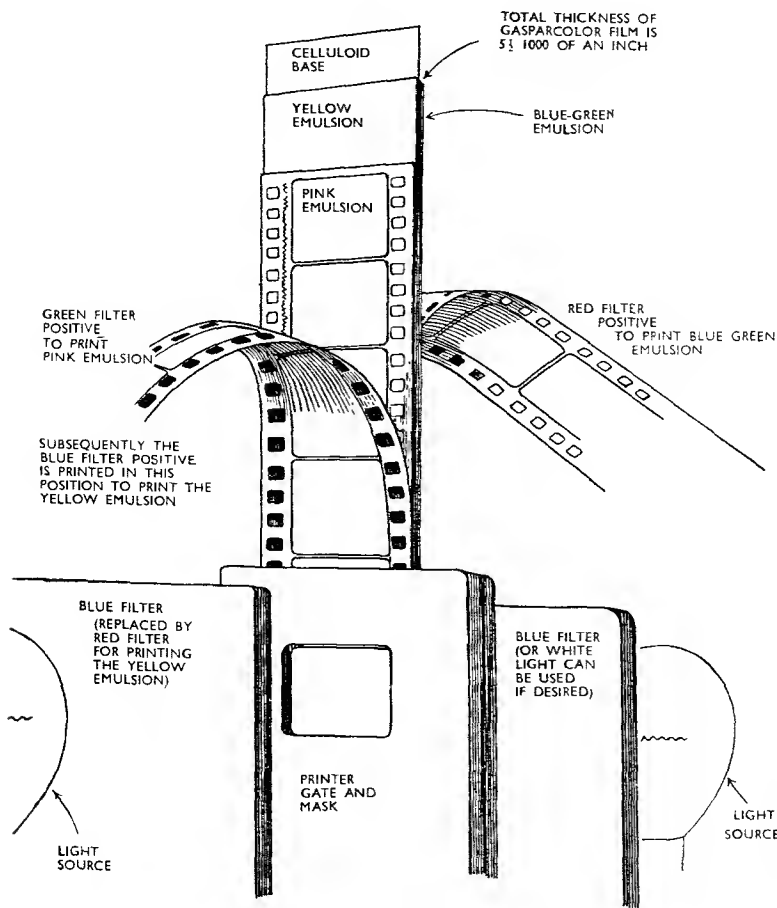 TOTAL THICKNESS OF
GASPARCOLOR FILM IS
5½ 1000 OF AN INCH
CELLULOID
BASE
YELLOW
EMULSION
BLUE-GREEN
EMULSION
PINK
EMULSION
GREEN FILTER
POSITIVE
TO PRINT
PINK EMULSION
RED FILTER
POSITIVE
TO PRINT BLUE GREEN
EMULSION
SUBSEQUENTLY THE
BLUE FILTER POSITIVE
IS PRINTED IN THIS
POSITION TO PRINT THE
YELLOW EMULSION
BLUE FILTER
(REPLACED BY
RED FILTER
FOR PRINTING
THE YELLOW
EMULSION)
BLUE FILTER
(OR WHITE
LIGHT CAN
BE USED
IF DESIRED)
PRINTER
GATE AND
MASK
LIGHT
SOURCE
LIGHT
SOURCE